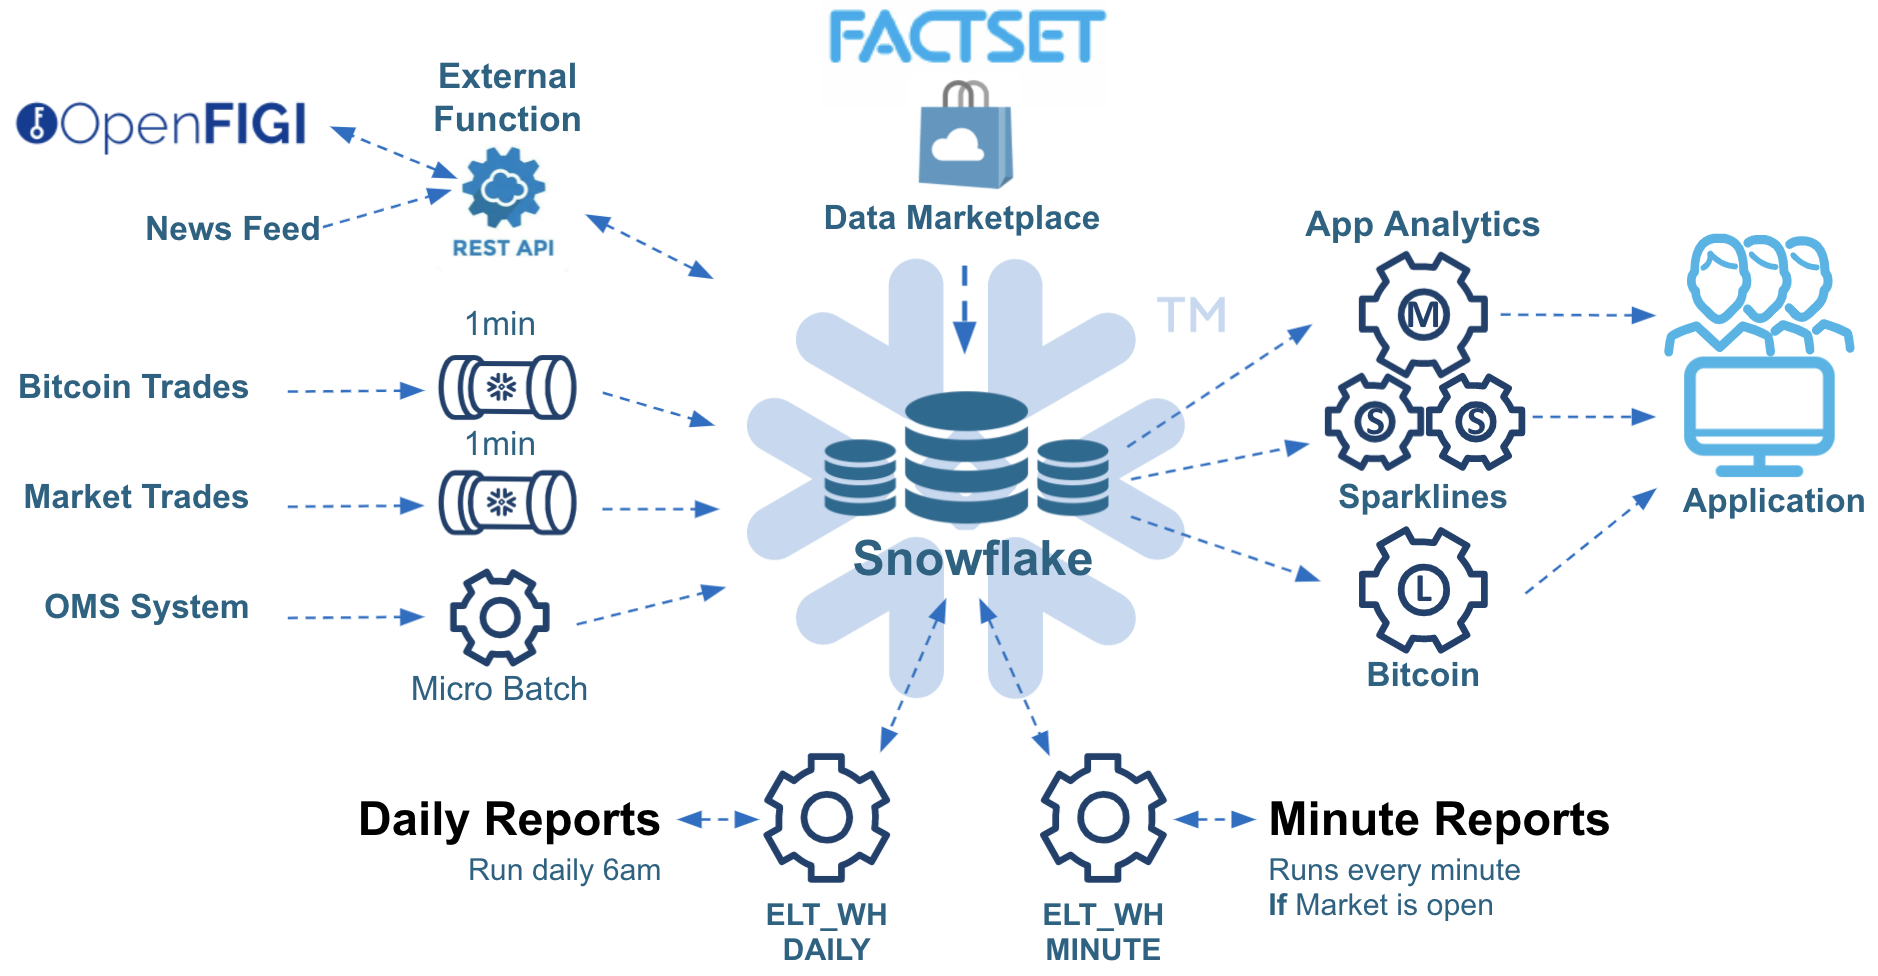 FACTSET
External
Function
OpenFIGI
REST API
News Feed
Data Marketplace
App Analytics
TM
M
1min
Bitcoin Trades
1min
S
S
Market Trades
Sparklines
Application
Snowflake
OMS System
Micro Batch
L
Bitcoin
Daily Reports
Run daily 6am
ELT_WH
DAILY
ELT_WH
MINUTE
Minute Reports
Runs every minute
If Market is open